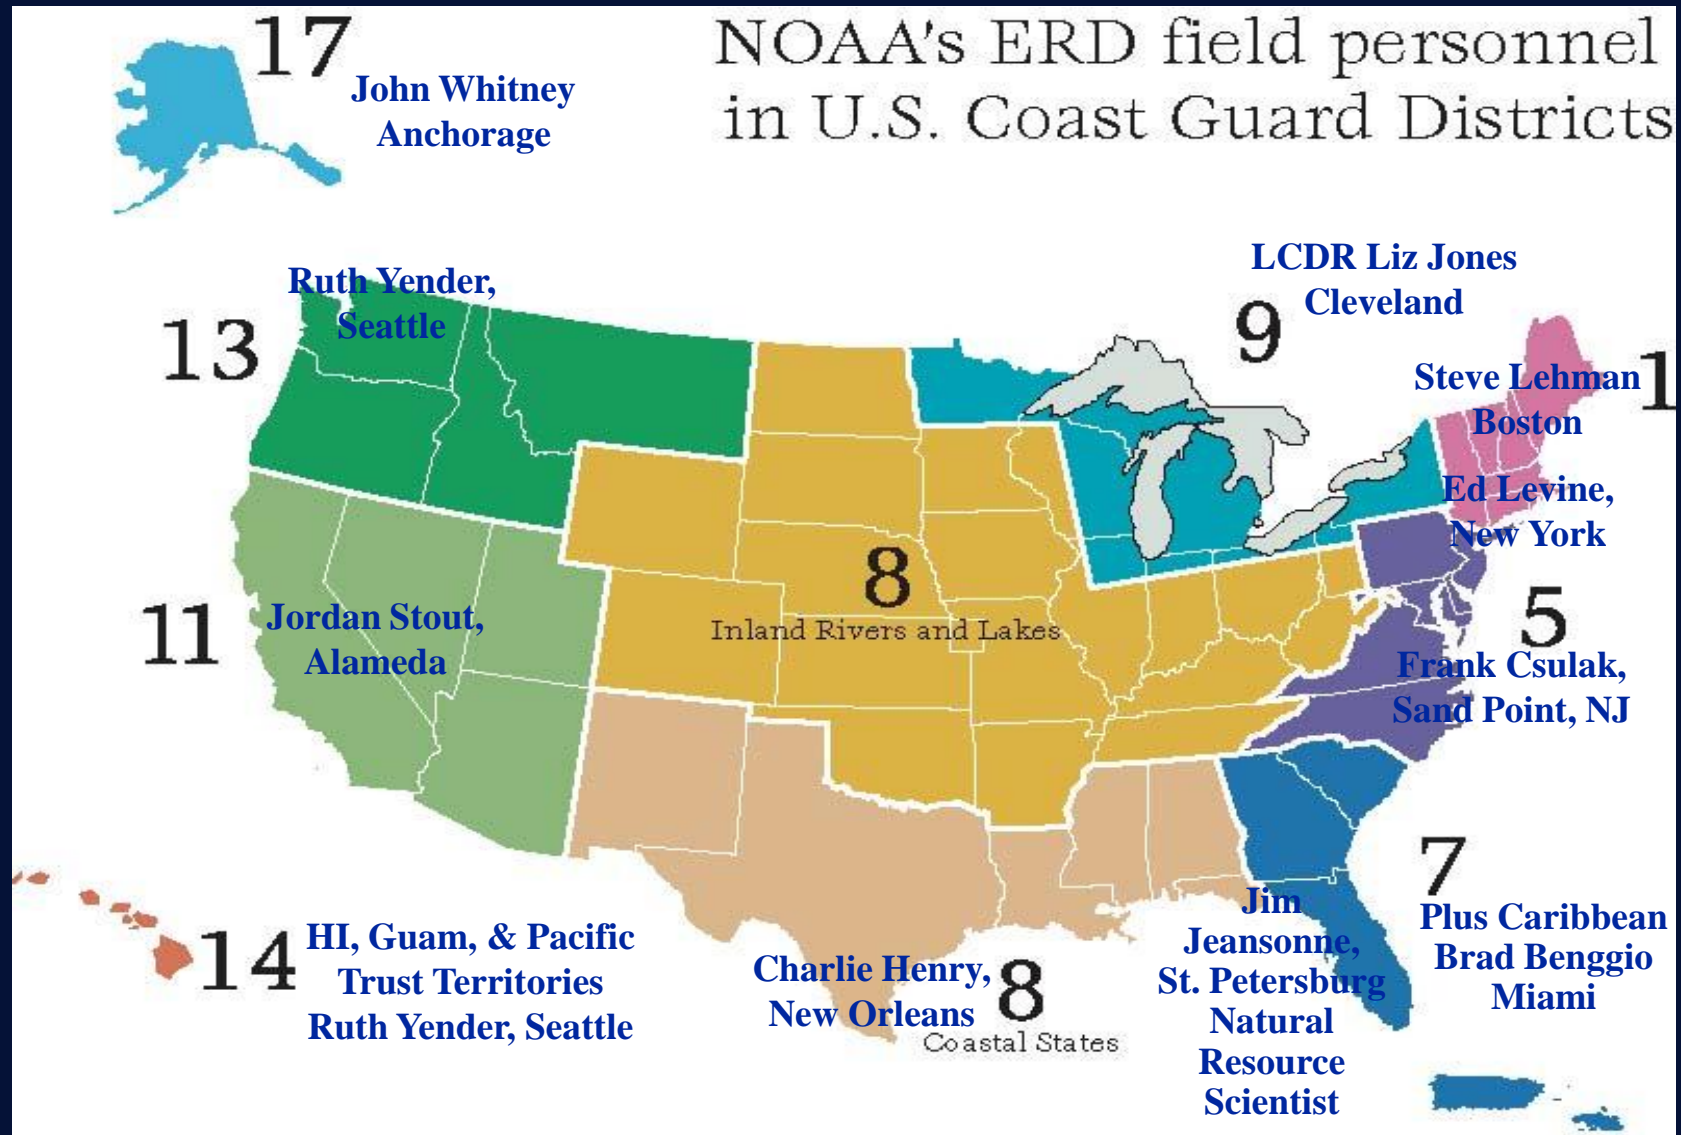 NOAA's ERD field personnel
in U.S. Coast Guard Districts
17
John Whitney
Anchorage
LCDR Liz Jones
Cleveland
9
Ruth Yender,
Seattle
13
Steve Lehman
Boston
1
Ed Levine,
New York
8
Inland Rivers and Lakes
11
Jordan Stout,
Alameda
5
Frank Csulak,
Sand Point, NJ
7
Plus Caribbean
Brad Benggio
Miami
Jim
Jeansonne,
St. Petersburg
Natural
Resource
Scientist
14
HI, Guam, & Pacific
Trust Territories
Ruth Yender, Seattle
Charlie Henry,
New Orleans
8
Coastal States